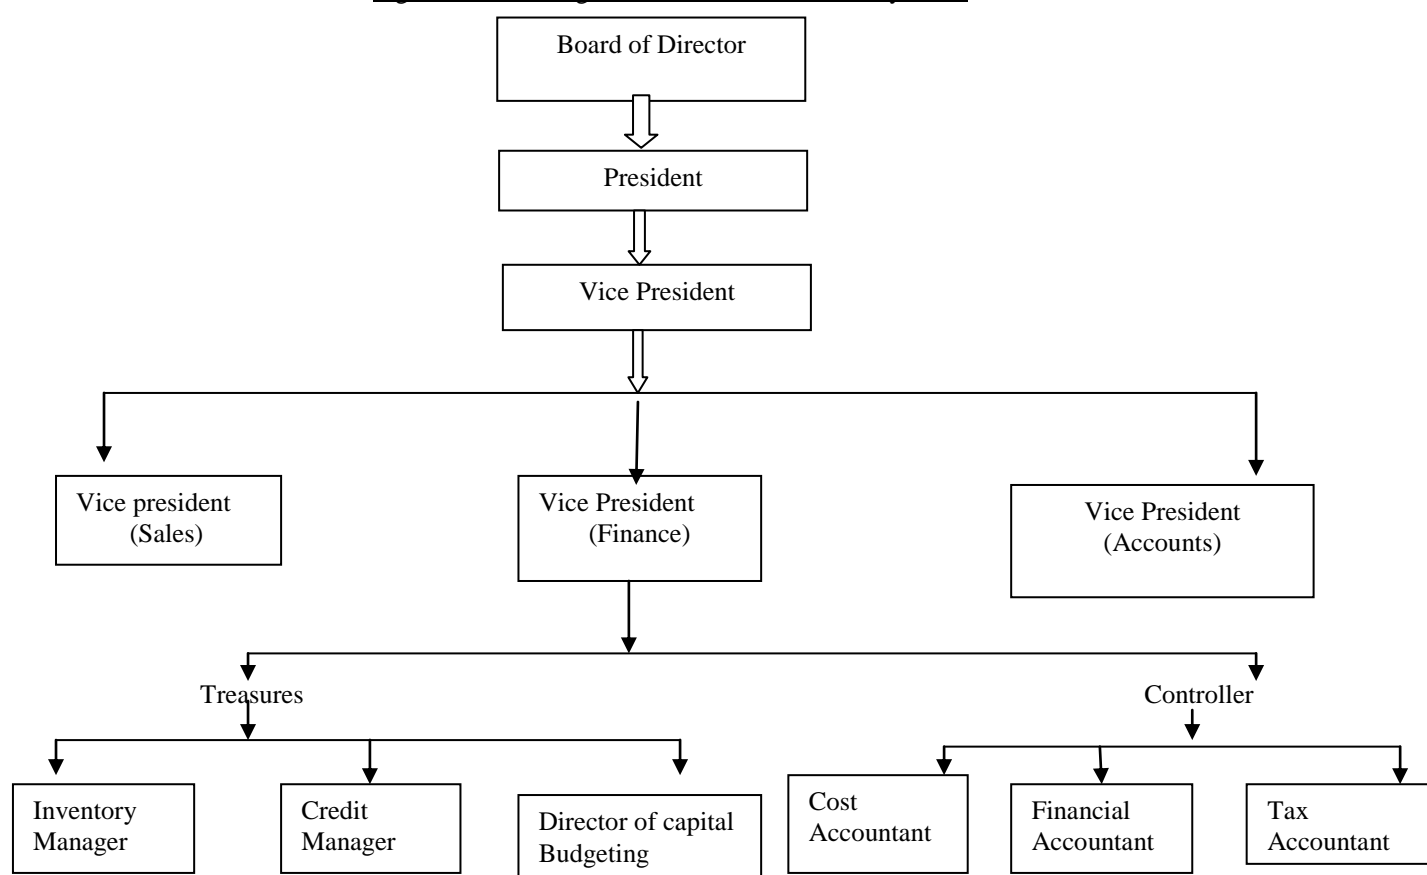 Board of Director
President
Vice President
Vice president
(Sales)
Vice President
(Finance)
Vice President
(Accounts)
Treasures
Controller
Inventory
Manager
Credit
Manager
Director of capital
Budgeting
Cost
Accountant
Financial
Accountant
Tax
Accountant